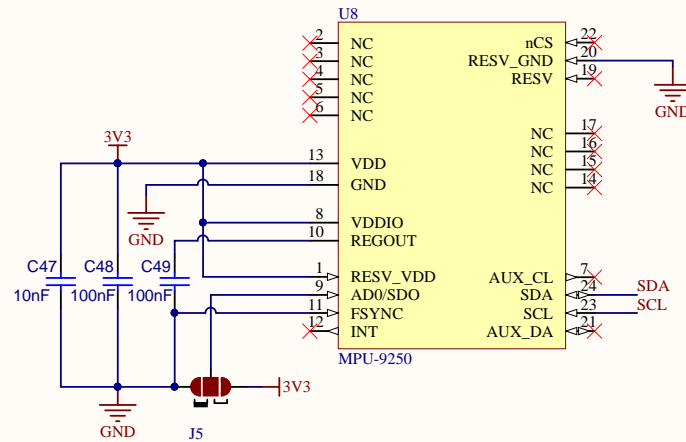 U8
2 NC nCS 22
3 NC RESV_GND 20
4 NC RESV 19
5 NC
6 NC
GND
NC 17
NC 16
NC 15
NC 14
3V3
13 VDD
18 GND
GND
8 VDDIO
10 REGOUT
C47 C48 C49
10nF 100nF 100nF
1 RESV_VDD AUX_CL 7
9 AD0/SDO SDA 24 SDA
11 FSYNC SCL 23 SCL
12 INT AUX_DA 21
MPU-9250
3V3
GND
J5